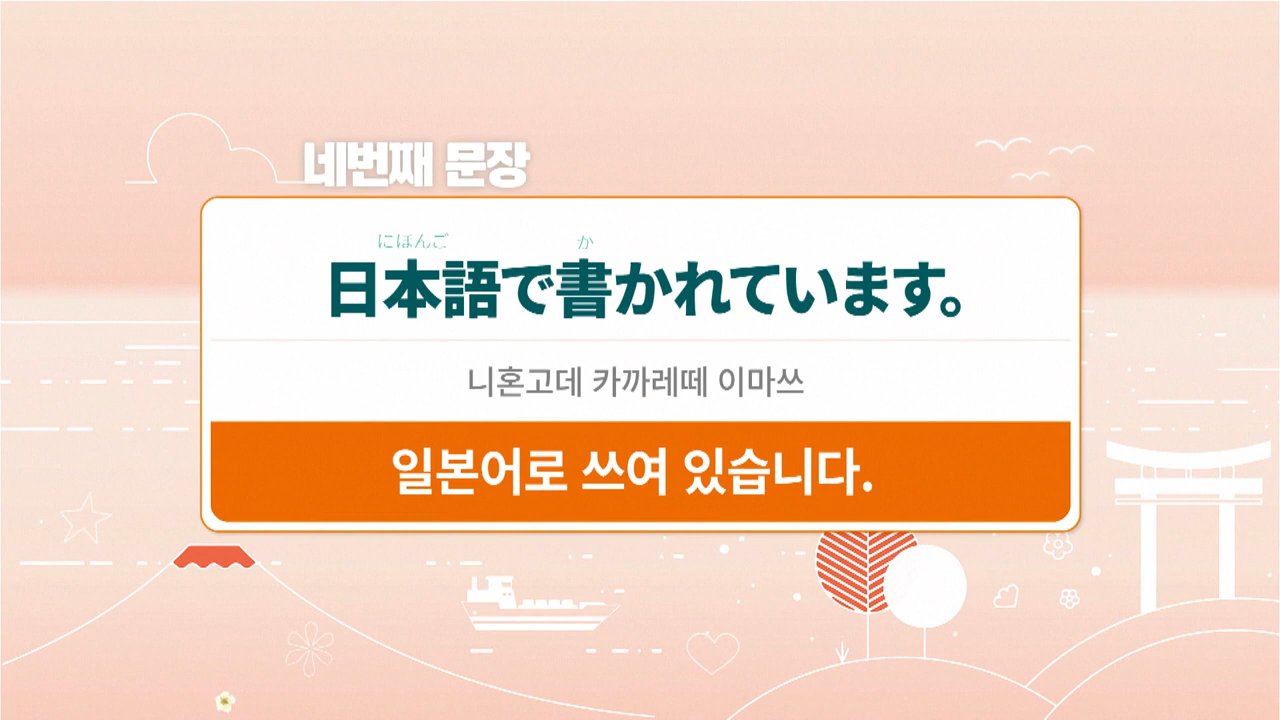 네번째 문장
にほんご か
日本語で書かれています。
니혼고데 카까레떼 이마쓰
일본어로 쓰여 있습니다.